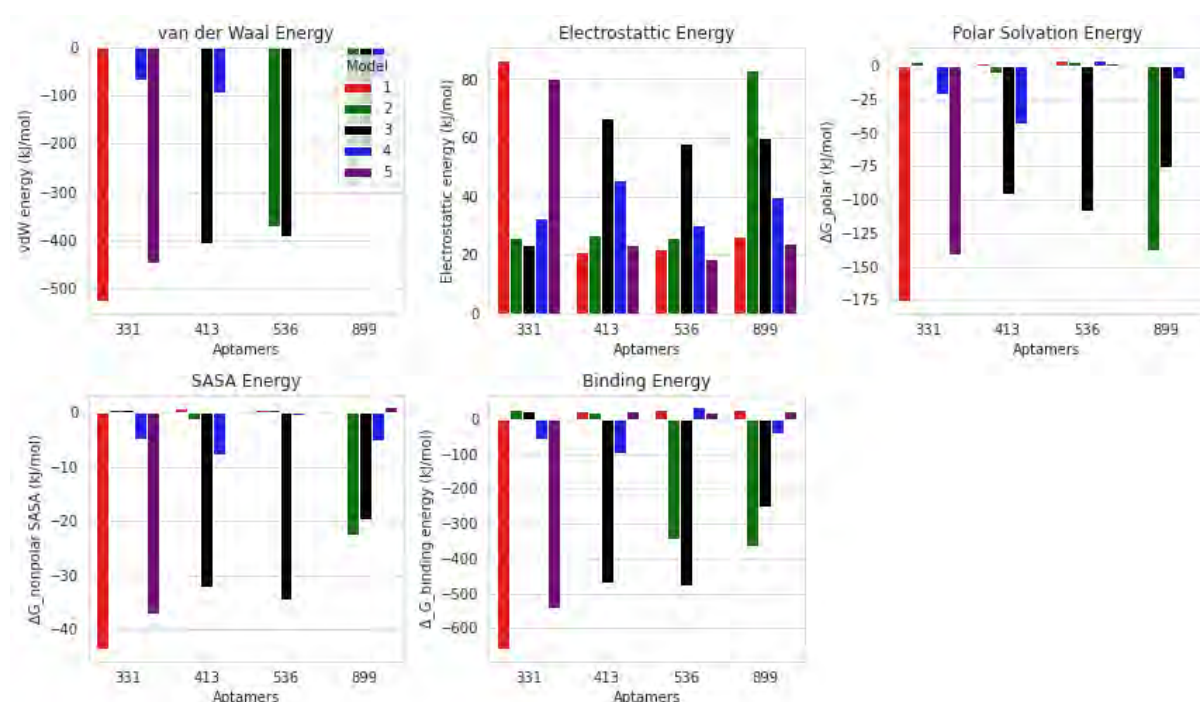 van der Waal Energy
vdW energy (kJ/mol)
0
−100
−200
−300
−400
−500
Model
1
2
3
4
5
331 413 536 899
Aptamers
Electrostattic Energy
Electrostattic energy (kJ/mol)
80
60
40
20
0
331 413 536 899
Aptamers
Polar Solvation Energy
ΔG_polar (kJ/mol)
0
−25
−50
−75
−100
−125
−150
−175
331 413 536 899
Aptamers
SASA Energy
ΔG_nonpolar SASA (kJ/mol)
0
−10
−20
−30
−40
331 413 536 899
Aptamers
Binding Energy
Δ_G_binding energy (kJ/mol)
0
−100
−200
−300
−400
−500
−600
331 413 536 899
Aptamers